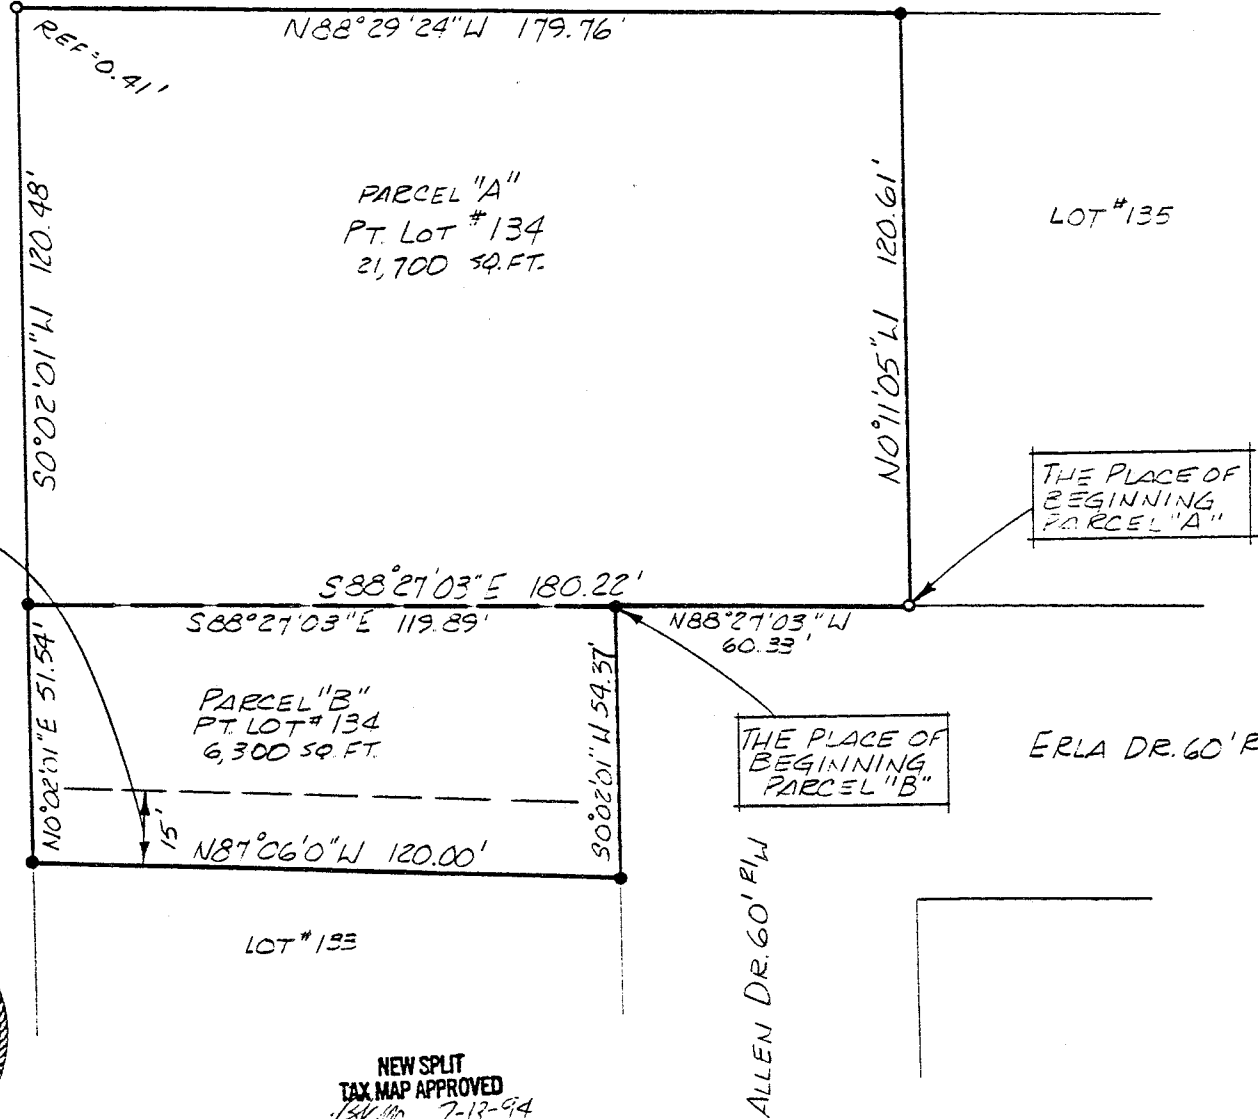 N88°29'24"W 179.76'
REF=0.41'
S0°02'01"W 120.48'
PARCEL "A"
PT. LOT #134
21,700 SQ.FT.
N0°11'05"W 120.61'
LOT #135
THE PLACE OF
BEGINNING
PARCEL "A"
S88°27'03"E 180.22'
S88°27'03"E 119.89'
N88°27'03"W
60.33'
N0°02'01"E 51.54'
PARCEL "B"
PT. LOT #134
6,300 SQ.FT.
S0°02'01"W 54.37'
THE PLACE OF
BEGINNING
PARCEL "B"
ERLA DR. 60' R
15'
N87°06'0"W 120.00'
LOT #133
ALLEN DR. 60' R/W
NEW SPLIT
TAX MAP APPROVED
7-12-94